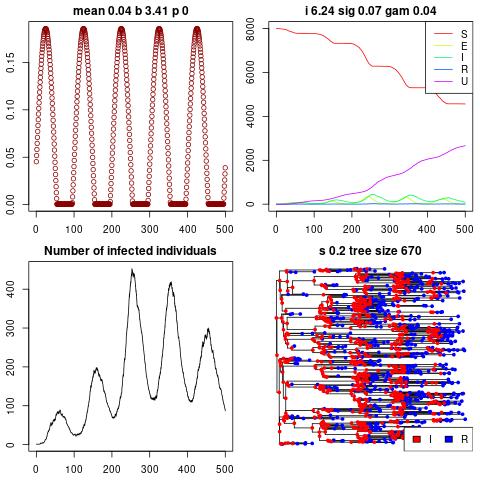 mean 0.04 b 3.41 p 0
i 6.24 sig 0.07 gam 0.04
0.15
0.10
0.05
0.00
0 100 200 300 400 500
8000
6000
4000
2000
0
0 100 200 300 400 500
S
E
I
R
U
Number of infected individuals
s 0.2 tree size 670
400
300
200
100
0
0 100 200 300 400 500
I R